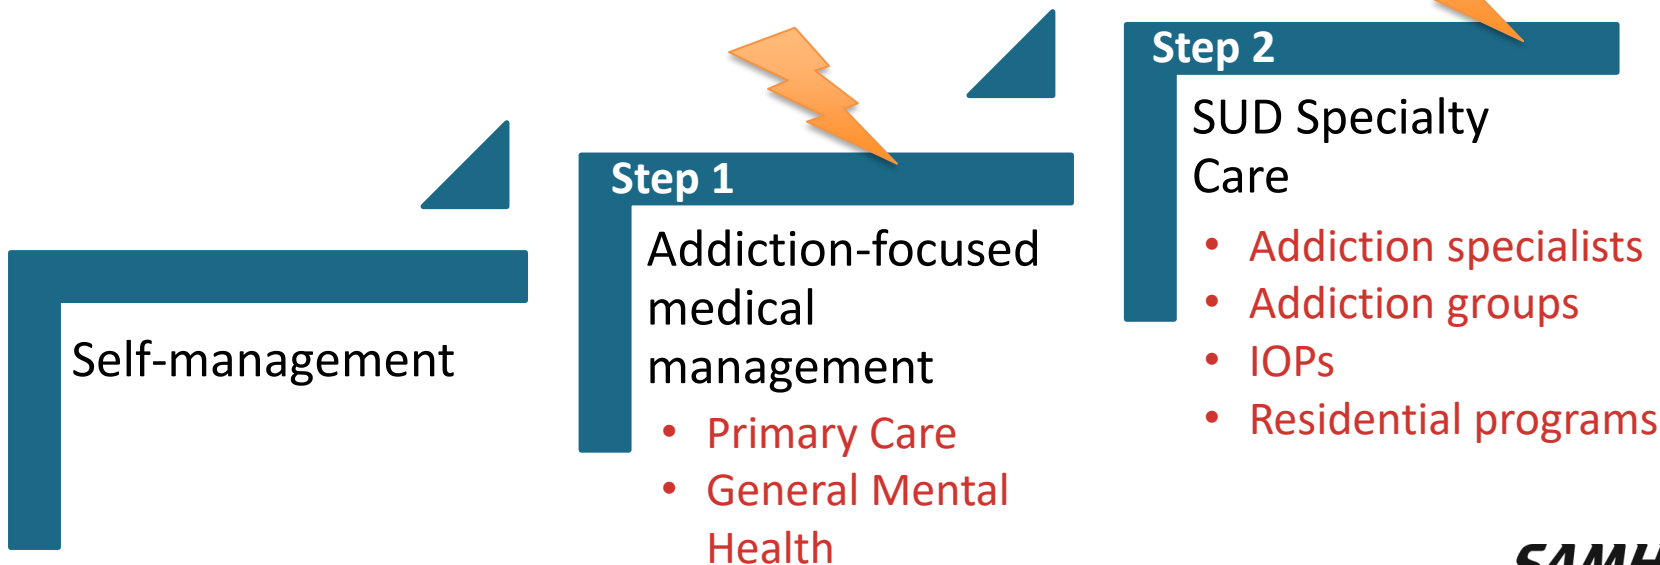 Self-management
Step 1
Addiction-focused
medical
management
• Primary Care
• General Mental
Health
Step 2
SUD Specialty
Care
• Addiction specialists
• Addiction groups
• IOPs
• Residential programs